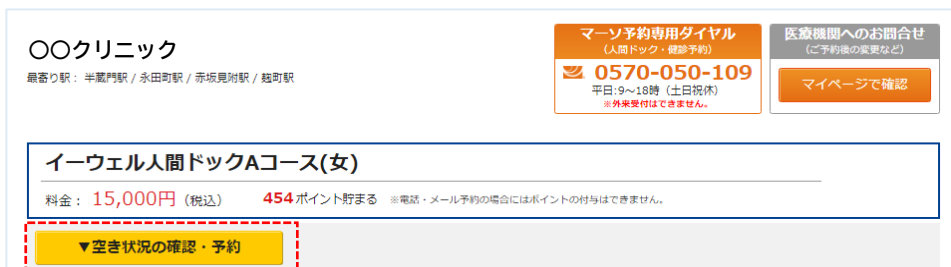 〇〇クリニック
最寄り駅： 半蔵門駅 / 永田町駅 / 赤坂見附駅 / 麹町駅
マーソ予約専用ダイヤル
（人間ドック・健診予約）
0570-050-109
平日:9～18時（土日祝休）
※外来受付はできません。
医療機関へのお問合せ
（ご予約後の変更など）
マイページで確認
イーウェル人間ドックAコース(女)
料金： 15,000円（税込） 454ポイント貯まる ※電話・メール予約の場合にはポイントの付与はできません。
▼空き状況の確認・予約